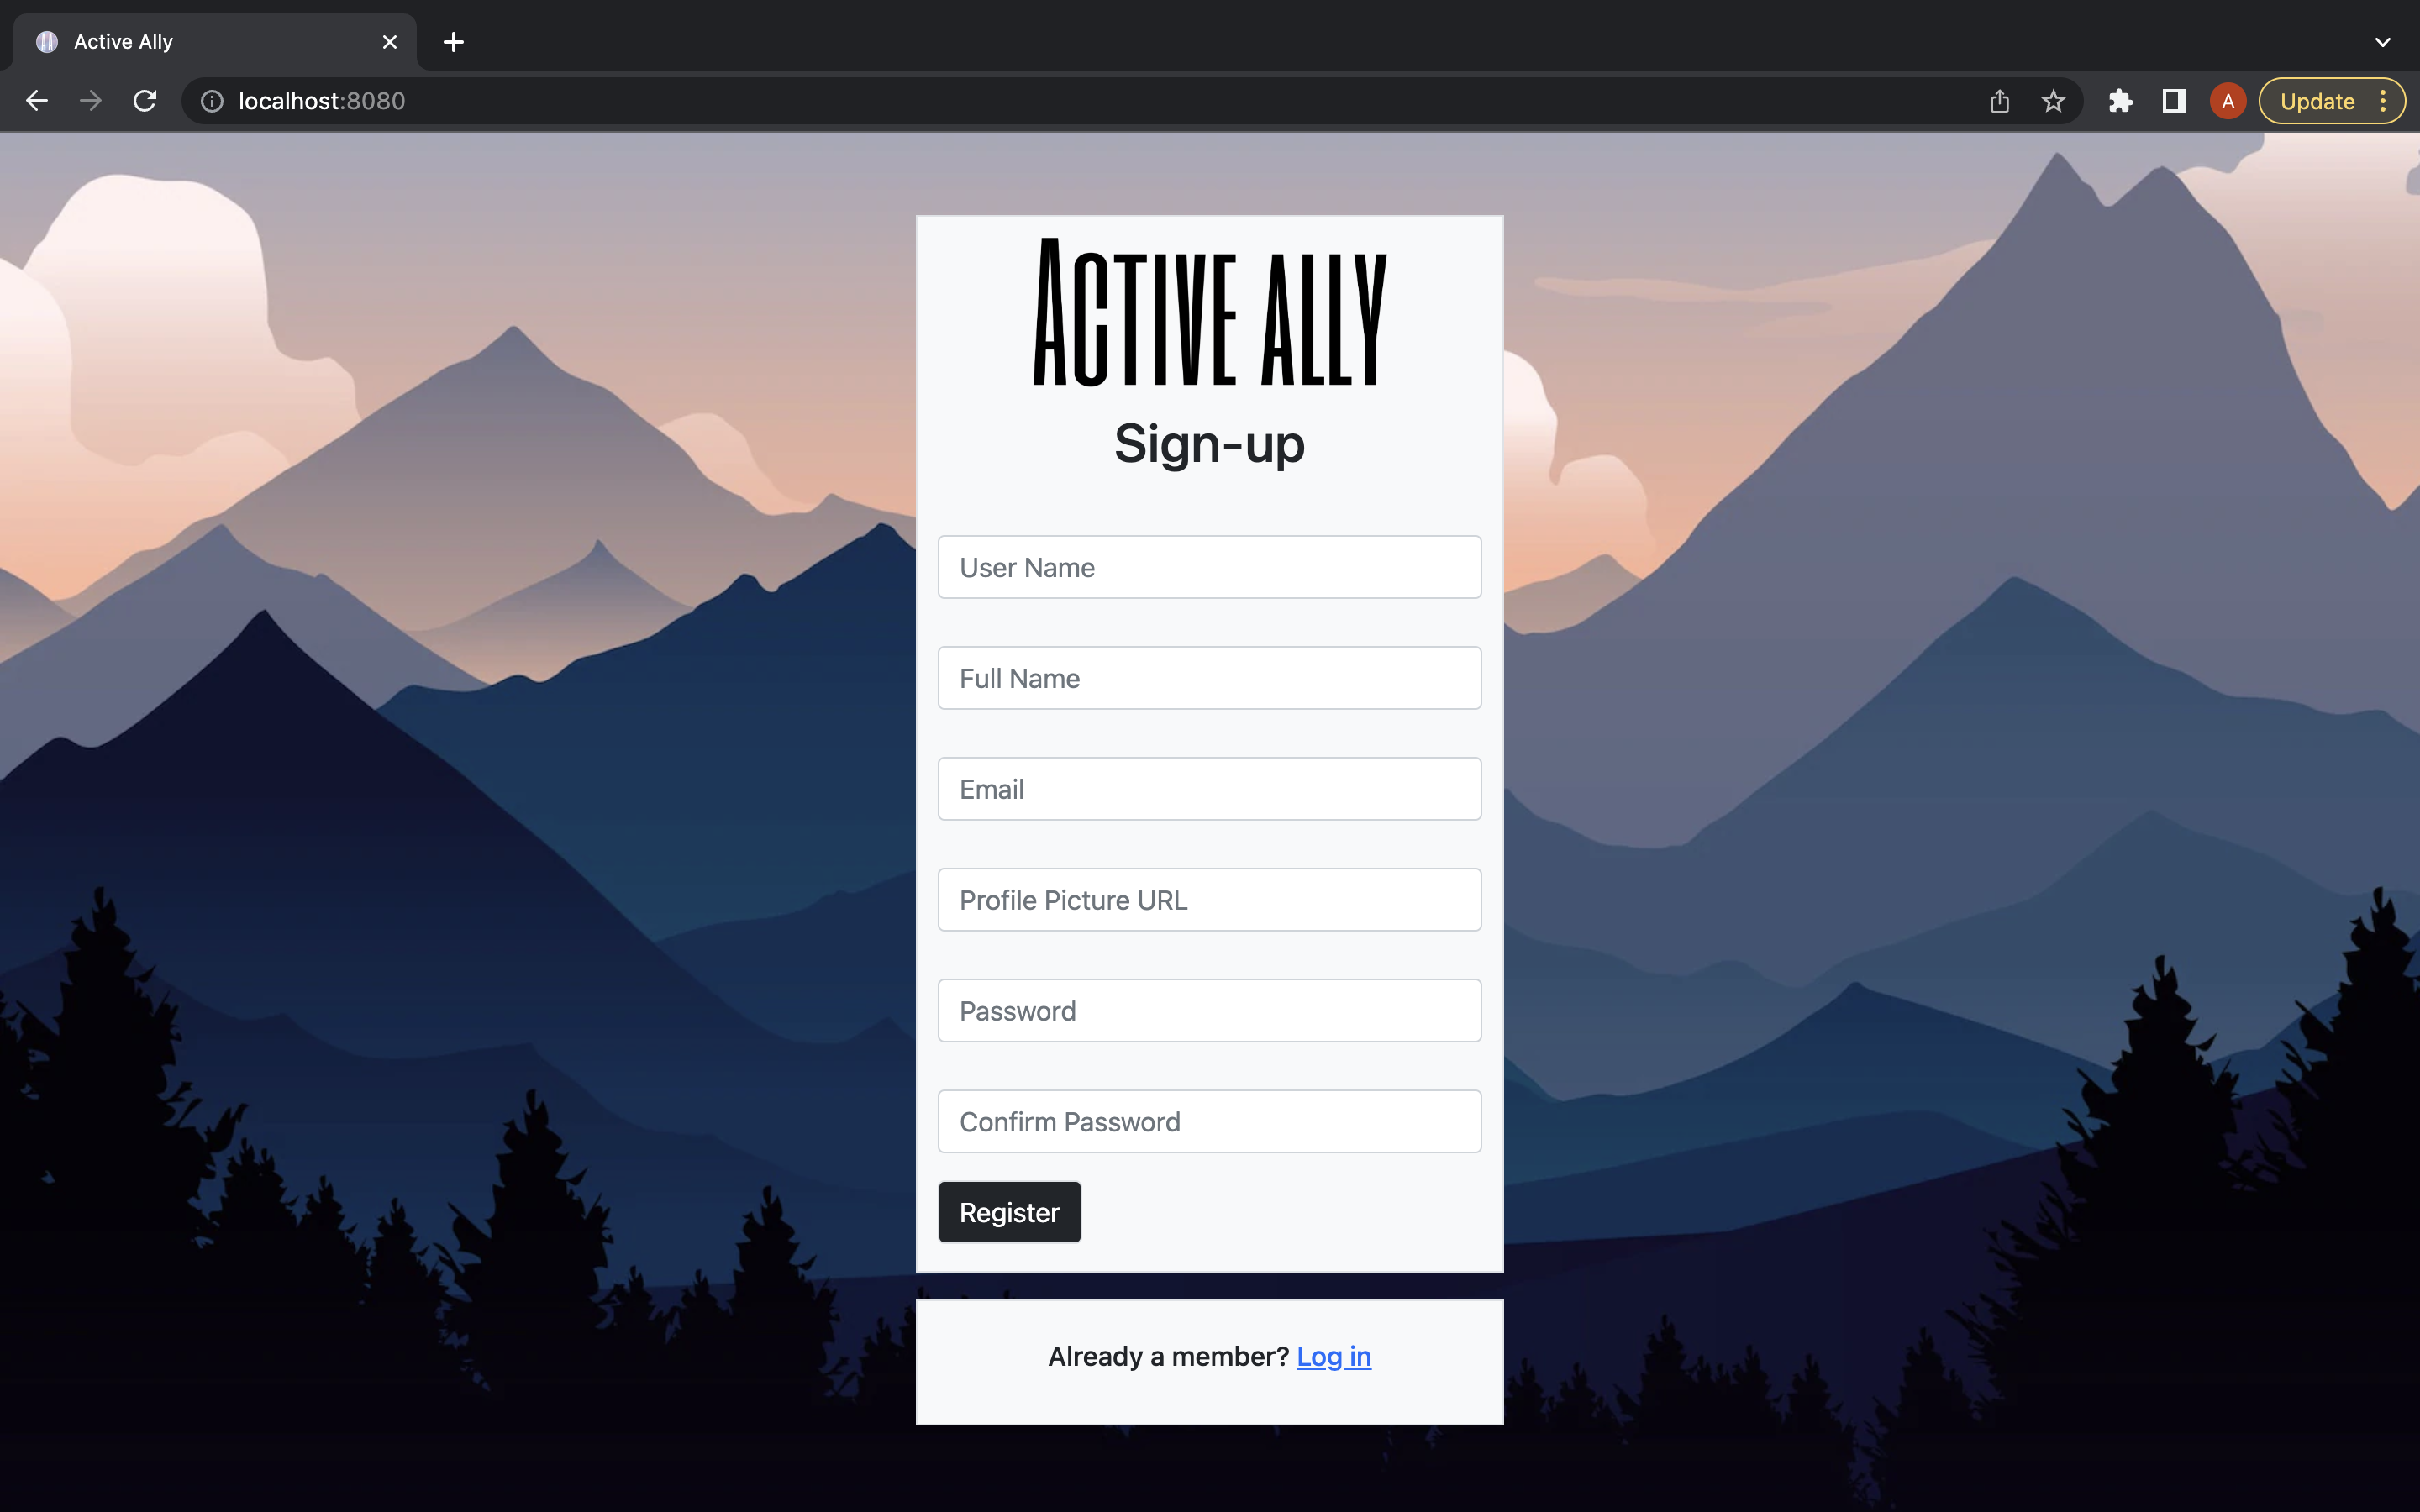 Active Ally
localhost:8080
A
Update
ACTIVE ALLY
Sign-up
User Name
Full Name
Email
Profile Picture URL
Password
Confirm Password
Register
Already a member? Log in